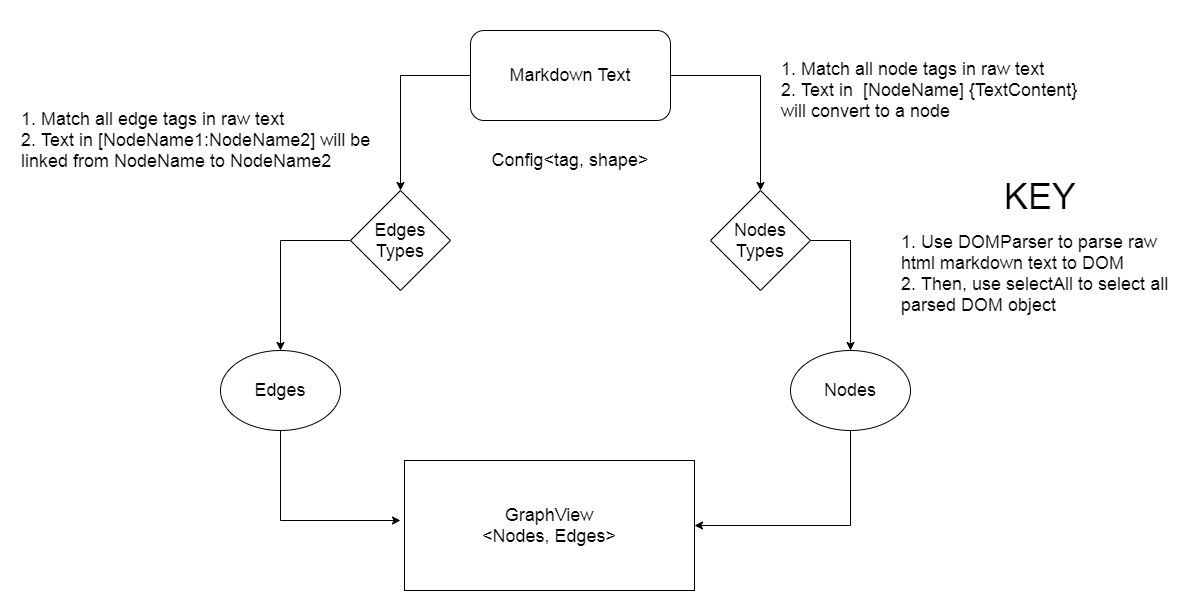 Markdown Text
1. Match all node tags in raw text
2. Text in  [NodeName] {TextContent}
will convert to a node
1. Match all edge tags in raw text
2. Text in [NodeName1:NodeName2] will be
linked from NodeName to NodeName2
Config<tag, shape>
KEY
Edges
Types
Nodes
Types
1. Use DOMParser to parse raw
html markdown text to DOM
2. Then, use selectAll to select all
parsed DOM object
Edges
Nodes
GraphView
<Nodes, Edges>